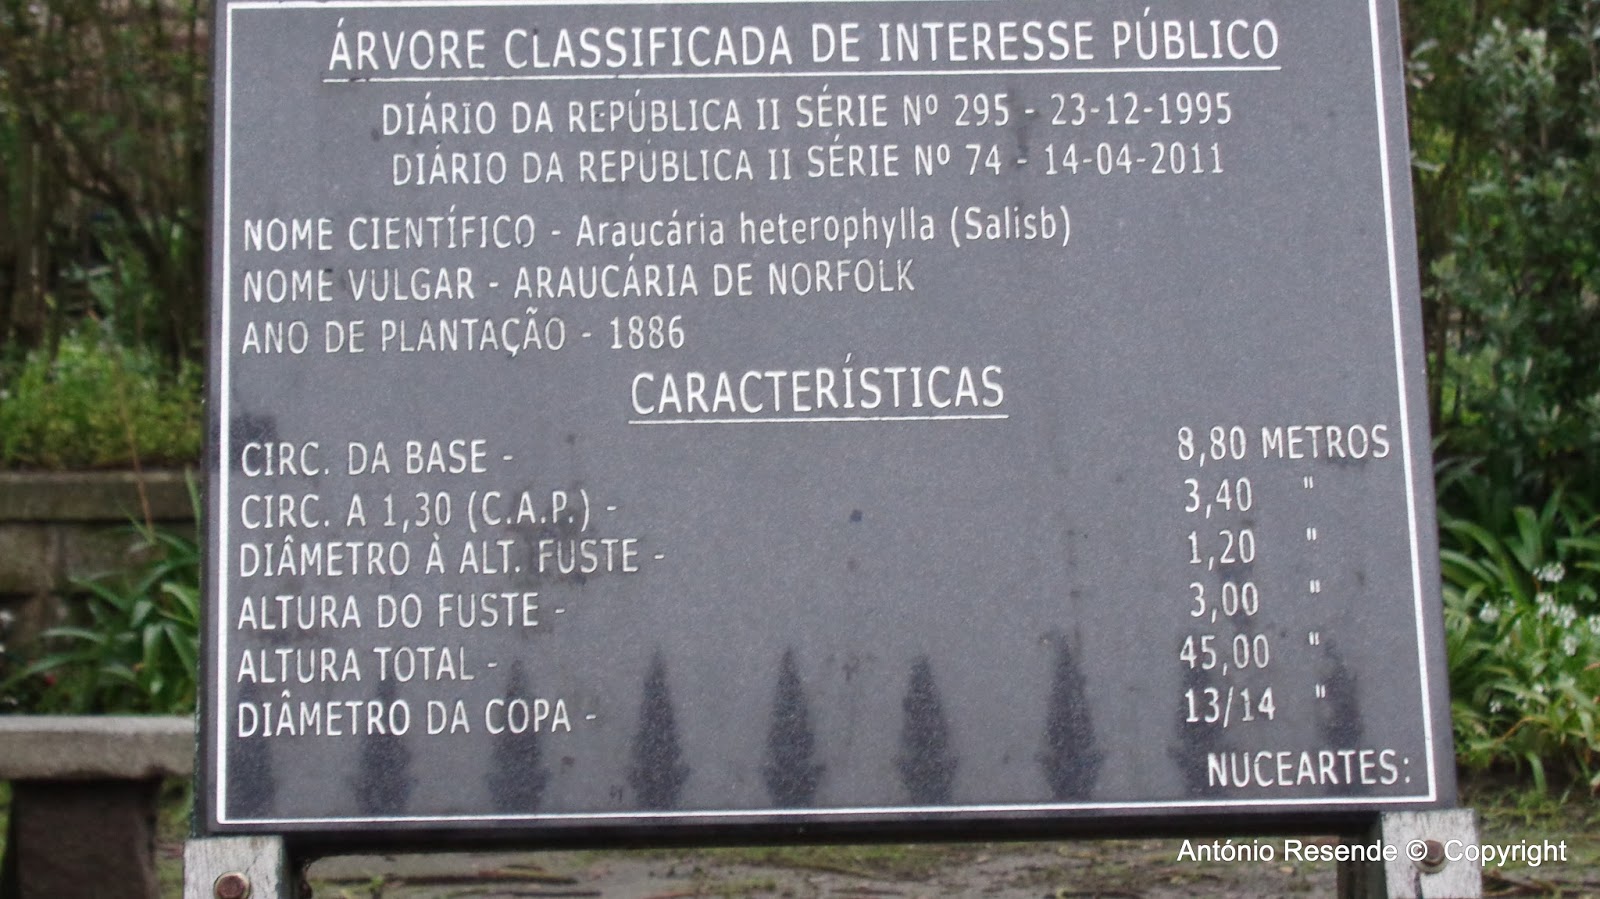 ÁRVORE CLASSIFICADA DE INTERESSE PÚBLICO
DIÁRIO DA REPÚBLICA II SÉRIE Nº 295 - 23-12-1995
DIÁRIO DA REPÚBLICA II SÉRIE Nº 74 - 14-04-2011
NOME CIENTÍFICO - Araucária heterophylla (Salisb)
NOME VULGAR - ARAUCÁRIA DE NORFOLK
ANO DE PLANTAÇÃO - 1886
CARACTERÍSTICAS
CIRC. DA BASE - 8,80 METROS
CIRC. A 1,30 (C.A.P.) - 3,40 "
DIÂMETRO À ALT. FUSTE - 1,20 "
ALTURA DO FUSTE - 3,00 "
ALTURA TOTAL - 45,00 "
DIÂMETRO DA COPA - 13/14 "
NUCEARTES:
António Resende © Copyright